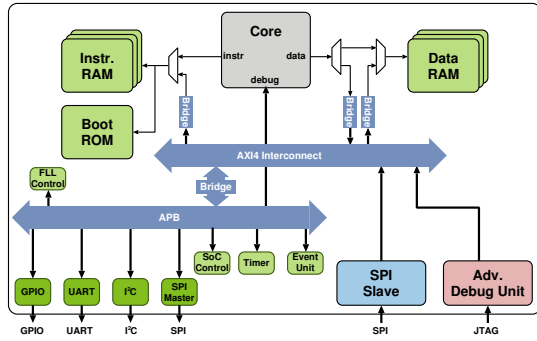 Core
instr
data
debug
Instr.
RAM
Data
RAM
Boot
ROM
Bridge
Bridge
Bridge
AXI4 Interconnect
FLL
Control
Bridge
APB
SoC
Control
Timer
Event
Unit
GPIO
UART
I²C
SPI
Master
SPI
Slave
Adv.
Debug Unit
GPIO
UART
I²C
SPI
SPI
JTAG